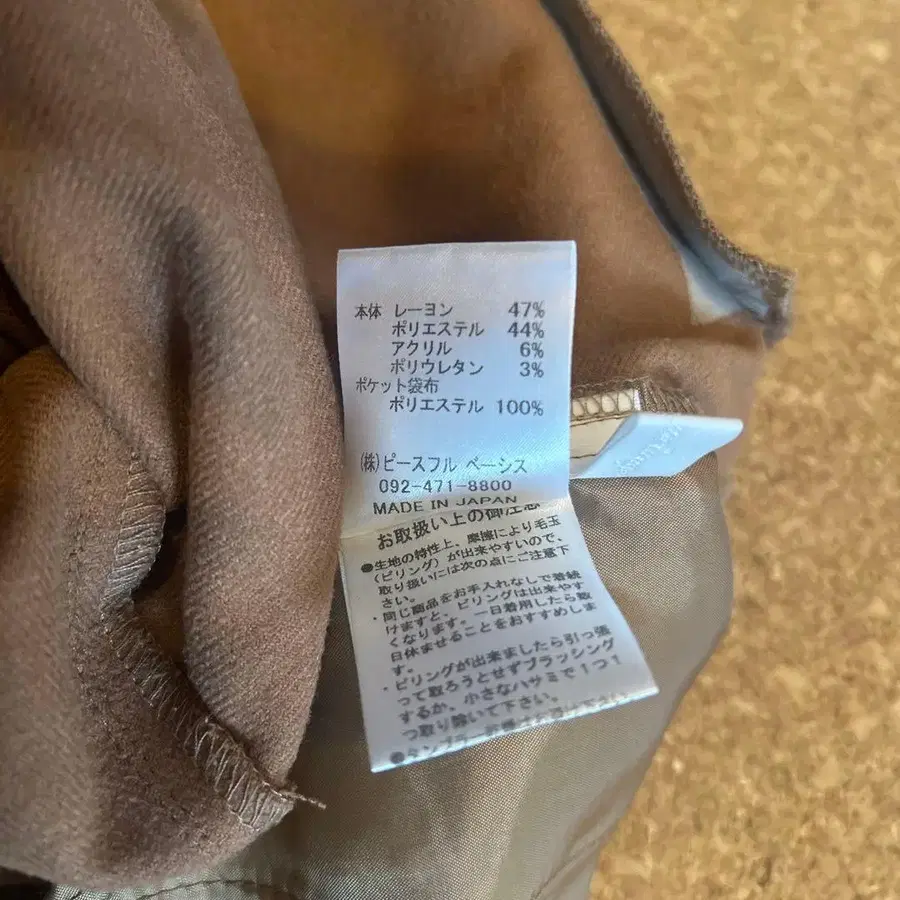 本体 レーヨン 47%
ポリエステル 44%
アクリル 6%
ポリウレタン 3%
ポケット袋布
ポリエステル 100%
(株)ピースフル ベーシス
092-471-8800
MADE IN JAPAN
お取扱い上の御注意
●生地の特性上、摩擦により毛玉
(ピリング)が出来やすいので、
取り扱いには次の点にご注意下
さい。
・同じ商品をお手入れなしで着続
けますと、ピリングは出来やす
くなります。一日着用したら数
日休ませることをおすすめしま
す。
・ピリングが出来ましたら引っ張
って取ろうとせずブラッシング
するか、小さなハサミで1つ1
つ取り除いて下さい。
●タンブラー